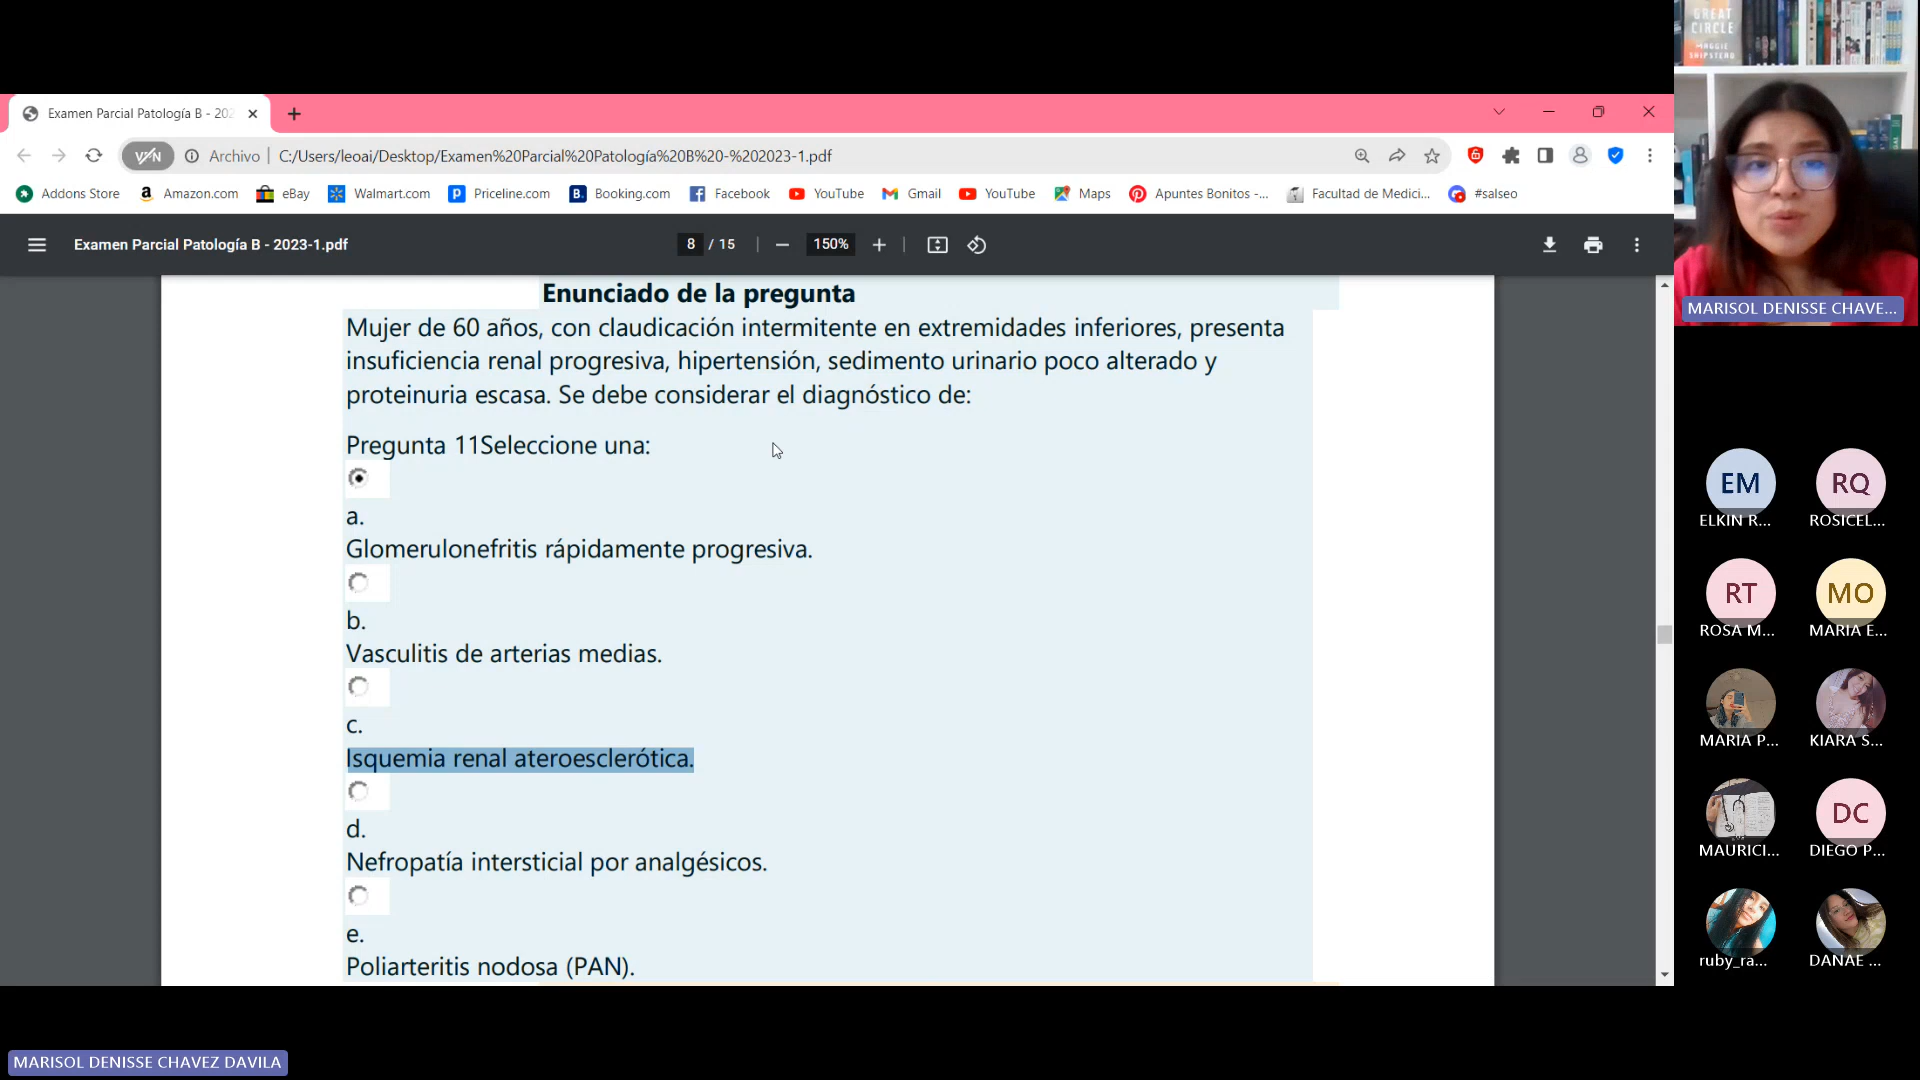 GREAT
CIRCLE
MAGGIE
SHIPSTEAD
Examen Parcial Patología B - 202
Archivo
C:/Users/leoai/Desktop/Examen%20Parcial%20Patología%20B%20-%202023-1.pdf
Addons Store
Amazon.com
eBay
Walmart.com
Priceline.com
Booking.com
Facebook
YouTube
Gmail
YouTube
Maps
Apuntes Bonitos -...
Facultad de Medici...
#salseo
Examen Parcial Patología B - 2023-1.pdf
8 / 15
150%
MARISOL DENISSE CHAVE...
Enunciado de la pregunta
Mujer de 60 años, con claudicación intermitente en extremidades inferiores, presenta
insuficiencia renal progresiva, hipertensión, sedimento urinario poco alterado y
proteinuria escasa. Se debe considerar el diagnóstico de:
Pregunta 11Seleccione una:
a.
Glomerulonefritis rápidamente progresiva.
b.
Vasculitis de arterias medias.
c.
Isquemia renal ateroesclerótica.
d.
Nefropatía intersticial por analgésicos.
e.
Poliarteritis nodosa (PAN).
EM
ELKIN R...
RQ
ROSICEL...
RT
ROSA M...
MO
MARIA E...
MARIA P...
KIARA S...
MAURICI...
DC
DIEGO P...
ruby_ra...
DANAE ...
MARISOL DENISSE CHAVEZ DAVILA